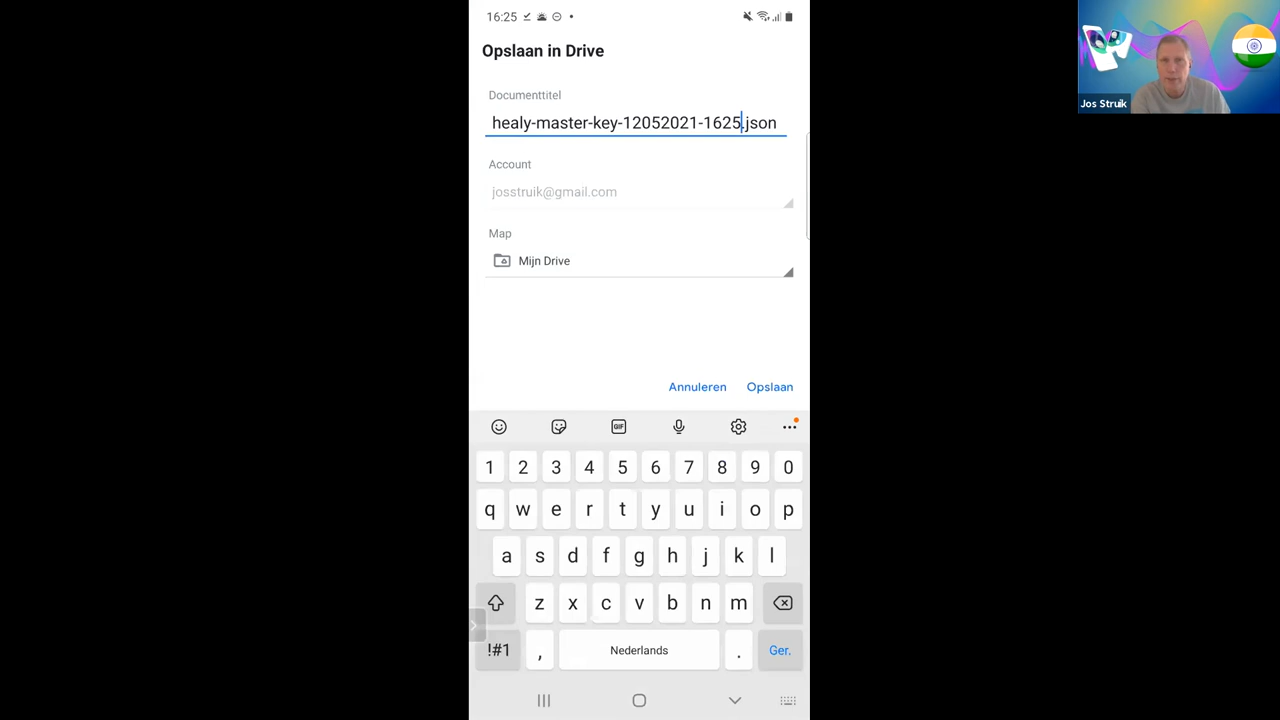 16:25
Opslaan in Drive
Documenttitel
healy-master-key-12052021-1625.json
Account
josstruik@gmail.com
Map
Mijn Drive
Annuleren Opslaan
GIF
1 2 3 4 5 6 7 8 9 0
q w e r t y u i o p
a s d f g h j k l
z x c v b n m
!#1 , Nederlands . Ger.
Jos Struik